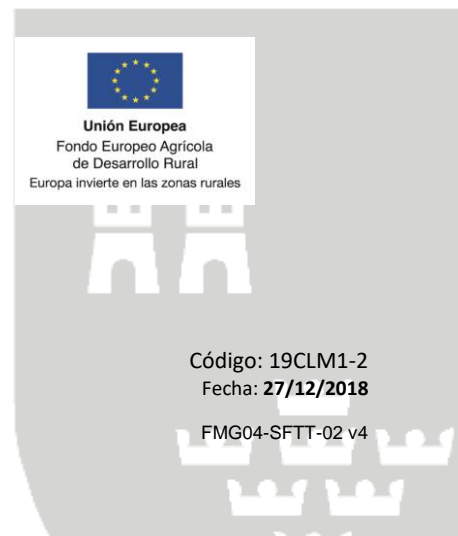 Unión Europea
Fondo Europeo Agrícola
de Desarrollo Rural
Europa invierte en las zonas rurales
Código: 19CLM1-2
Fecha: 27/12/2018
FMG04-SFTT-02 v4